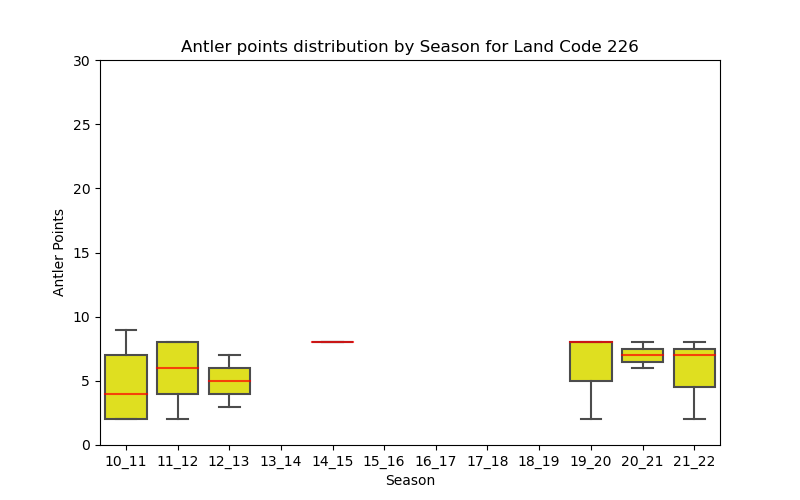 Antler points distribution by Season for Land Code 226
Antler Points
30
25
20
15
10
5
0
10_11 11_12 12_13 13_14 14_15 15_16 16_17 17_18 18_19 19_20 20_21 21_22
Season